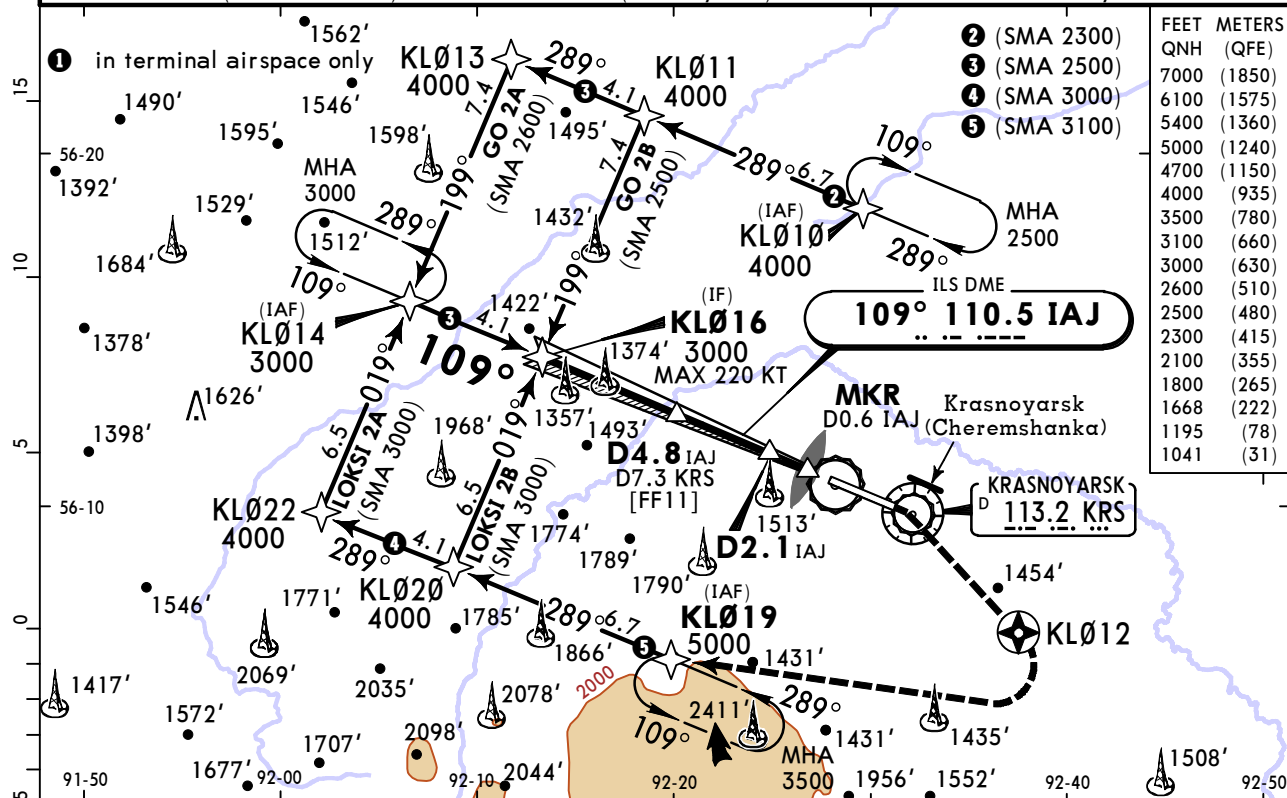 ❶ in terminal airspace only
❷ (SMA 2300)
❸ (SMA 2500)
❹ (SMA 3000)
❺ (SMA 3100)
FEET METERS
QNH (QFE)
7000 (1850)
6100 (1575)
5400 (1360)
5000 (1240)
4700 (1150)
4000 (935)
3500 (780)
3100 (660)
3000 (630)
2600 (510)
2500 (480)
2300 (415)
2100 (355)
1800 (265)
1668 (222)
1195 (78)
1041 (31)
1562'
KLØ13
4000
289°
❸ 4.1
KLØ11
4000
15
1490'
1546'
1595'
1598'
1495'
7.4
GO 2A
(SMA 2600)
199°
7.4
GO 2B
(SMA 2500)
199°
289°
6.7
❷
109°
56-20
1392'
MHA
3000
289°
1529'
1512'
109°
1432'
(IAF)
KLØ1Ø
4000
MHA
2500
289°
1684'
10
(IAF)
KLØ14
3000
❸ 4.1
109°
1422'
(IF)
KLØ16
3000
MAX 220 KT
ILS DME
109° 110.5 IAJ
1378'
1374'
1357'
1626'
MKR
D0.6 IAJ
Krasnoyarsk
(Cheremshanka)
5
1398'
6.5
LOKSI 2A 019°
(SMA 3000)
1968'
6.5
LOKSI 2B 019°
(SMA 3000)
1493'
D4.8 IAJ
D7.3 KRS
[FF11]
KRASNOYARSK
D 113.2 KRS
56-10
KLØ22
4000
289°
❹ 4.1
1774'
1789'
1513'
D2.1 IAJ
1790'
1454'
KLØ2Ø
4000
1546'
1771'
1785'
289°
6.7
❺
(IAF)
KLØ19
5000
KLØ12
0
2069'
2035'
1866'
1431'
2000
1417'
2078'
2411'
289°
109°
1572'
1707'
2098'
MHA
3500
1431'
1435'
1508'
1677'
2044'
1956'
1552'
91-50
92-00
92-10
92-20
92-40
92-50
5